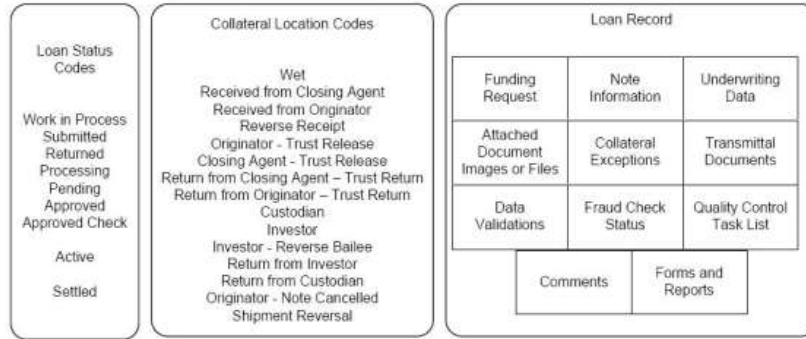 Loan Status
Codes
Work in Process
Submitted
Returned
Processing
Pending
Approved
Approved Check
Active
Settled
Collateral Location Codes
Wet
Received from Closing Agent
Received from Originator
Reverse Receipt
Originator - Trust Release
Closing Agent - Trust Release
Return from Closing Agent – Trust Return
Return from Originator – Trust Return
Custodian
Investor
Investor - Reverse Bailee
Return from Investor
Return from Custodian
Originator - Note Cancelled
Shipment Reversal
Loan Record
Funding
Request
Note
Information
Underwriting
Data
Attached
Document
Images or Files
Collateral
Exceptions
Transmittal
Documents
Data
Validations
Fraud Check
Status
Quality Control
Task List
Comments
Forms and
Reports